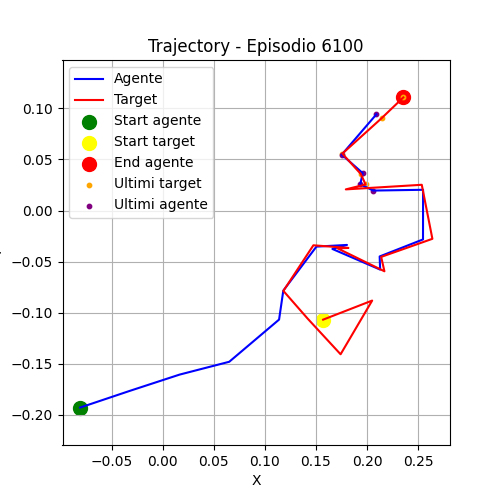 Trajectory - Episodio 6100
Agente
Target
Start agente
Start target
End agente
Ultimi target
Ultimi agente
0.10
0.05
0.00
−0.05
−0.10
−0.15
−0.20
−0.05
0.00
0.05
0.10
0.15
0.20
0.25
X